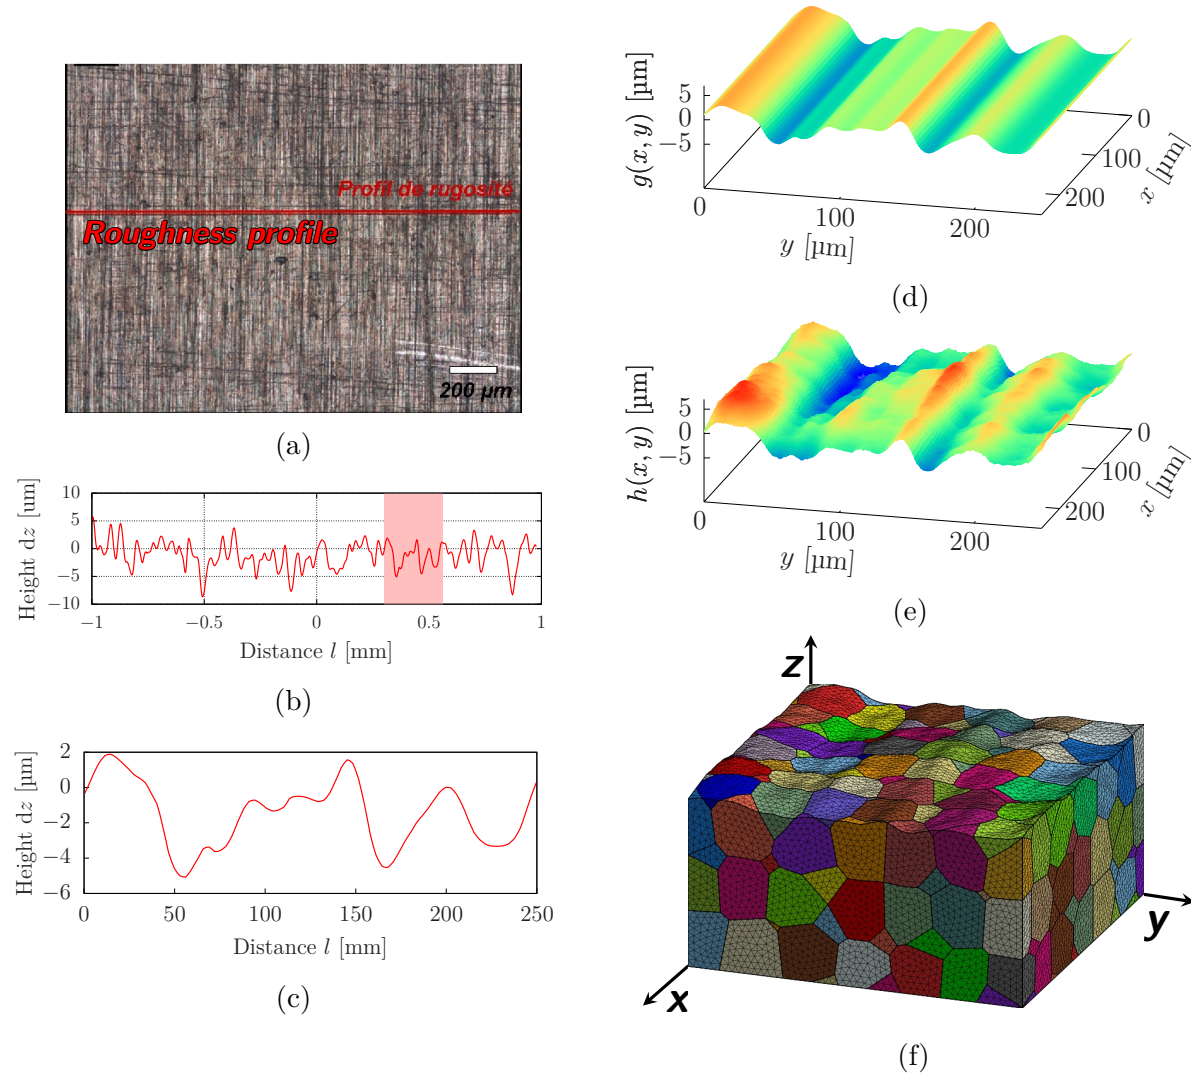 Profil de rugosité
Roughness profile
200 µm
(a)
Height dz [um]
10
5
0
−5
−10
−1
−0.5
0
0.5
1
Distance l [mm]
(b)
Height dz [µm]
2
0
−2
−4
−6
0
50
100
150
200
250
Distance l [mm]
(c)
g(x, y) [µm]
5
0
−5
0
100
200
y [µm]
0
100
200
x [µm]
(d)
h(x, y) [µm]
5
0
−5
0
100
200
y [µm]
0
100
200
x [µm]
(e)
z
y
x
(f)